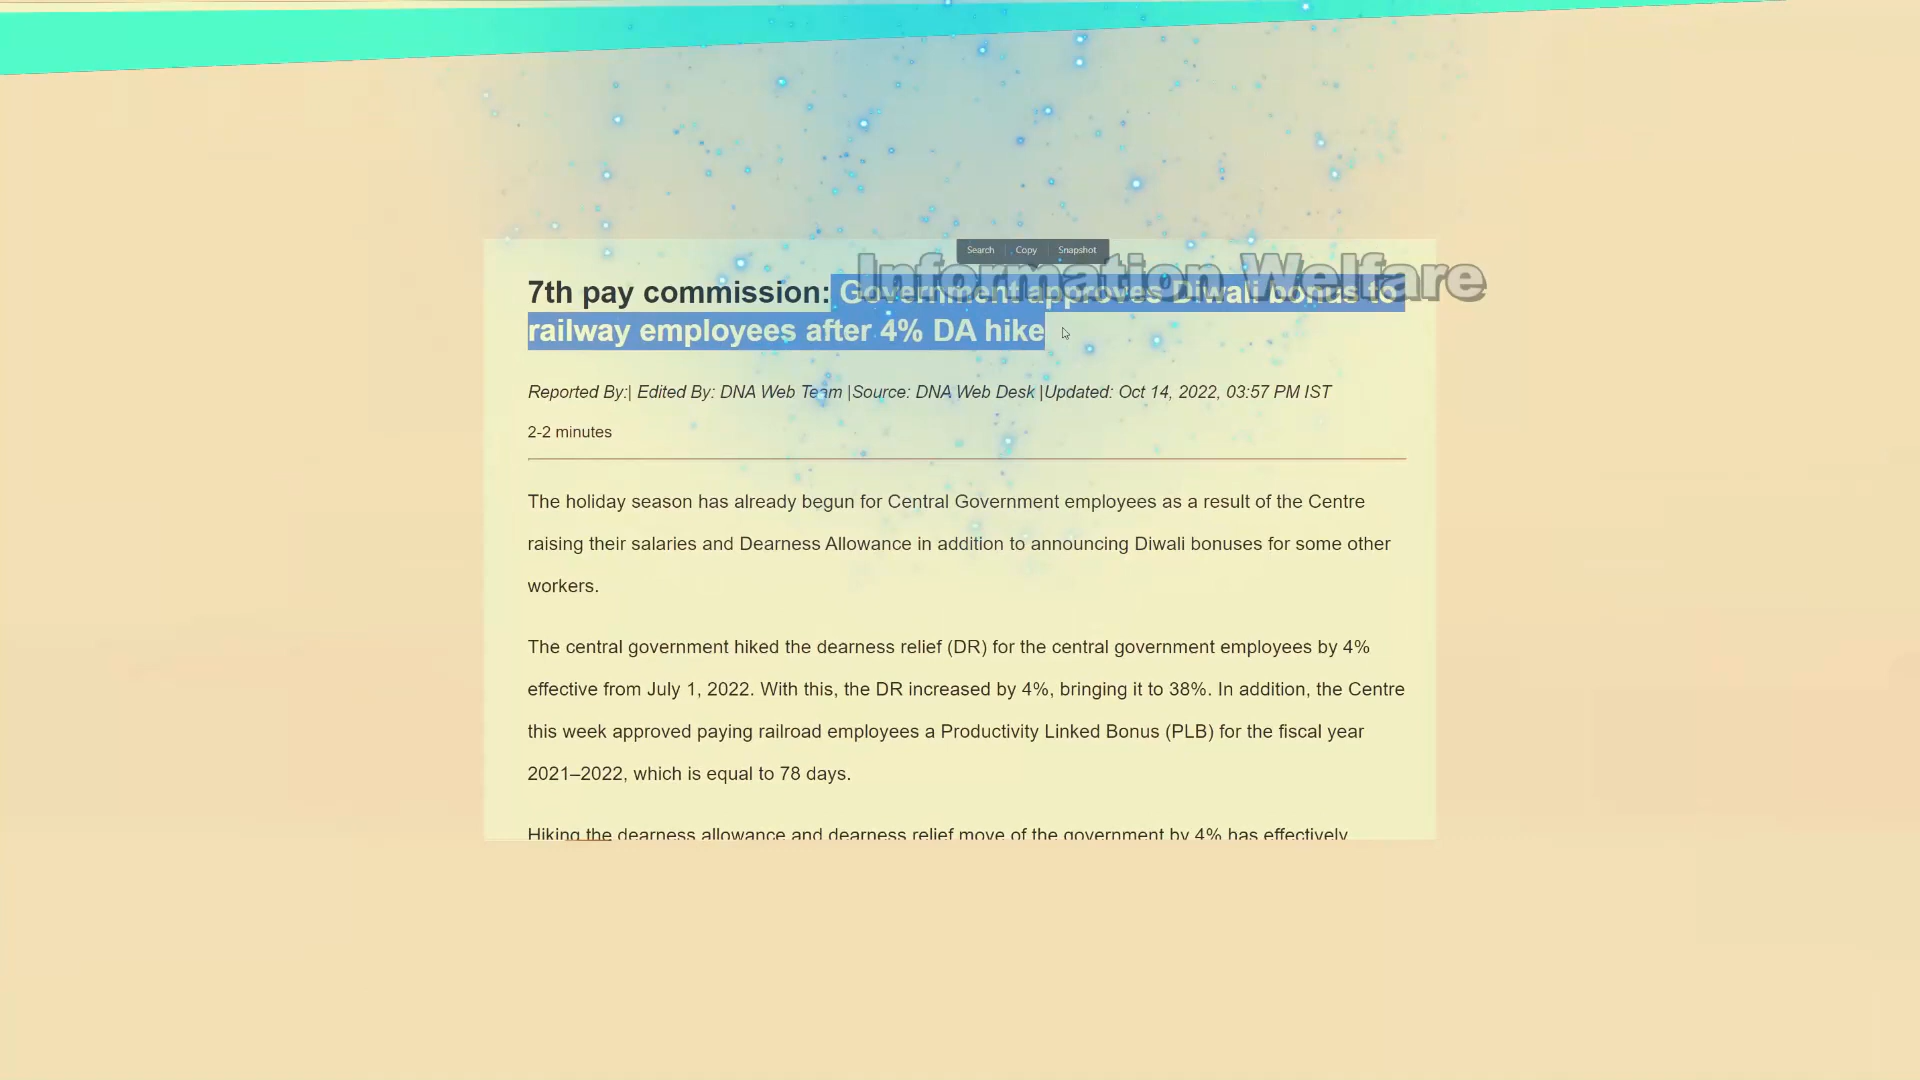 Search Copy Snapshot
Information Welfare
7th pay commission: Government approves Diwali bonus to
railway employees after 4% DA hike
Reported By:| Edited By: DNA Web Team |Source: DNA Web Desk |Updated: Oct 14, 2022, 03:57 PM IST
2-2 minutes
The holiday season has already begun for Central Government employees as a result of the Centre
raising their salaries and Dearness Allowance in addition to announcing Diwali bonuses for some other
workers.
The central government hiked the dearness relief (DR) for the central government employees by 4%
effective from July 1, 2022. With this, the DR increased by 4%, bringing it to 38%. In addition, the Centre
this week approved paying railroad employees a Productivity Linked Bonus (PLB) for the fiscal year
2021–2022, which is equal to 78 days.
Hiking the dearness allowance and dearness relief move of the government by 4% has effectively